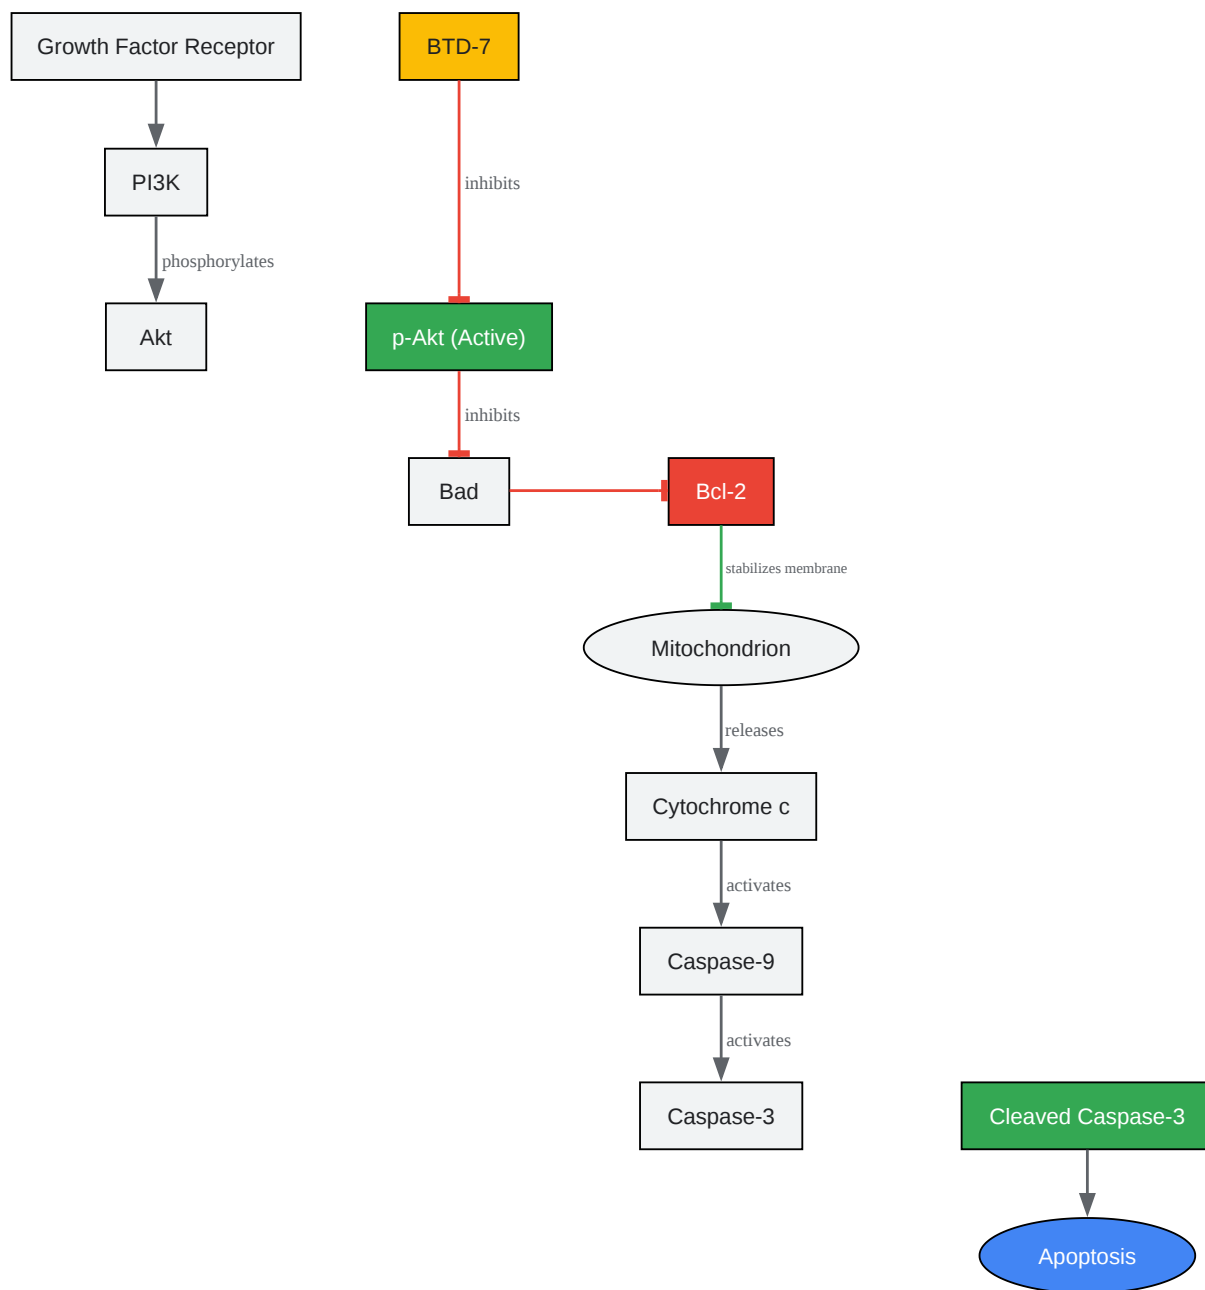 Growth Factor Receptor
BTD-7
PI3K
inhibits
phosphorylates
Akt
p-Akt (Active)
inhibits
Bad
Bcl-2
stabilizes membrane
Mitochondrion
releases
Cytochrome c
activates
Caspase-9
activates
Caspase-3
Cleaved Caspase-3
Apoptosis